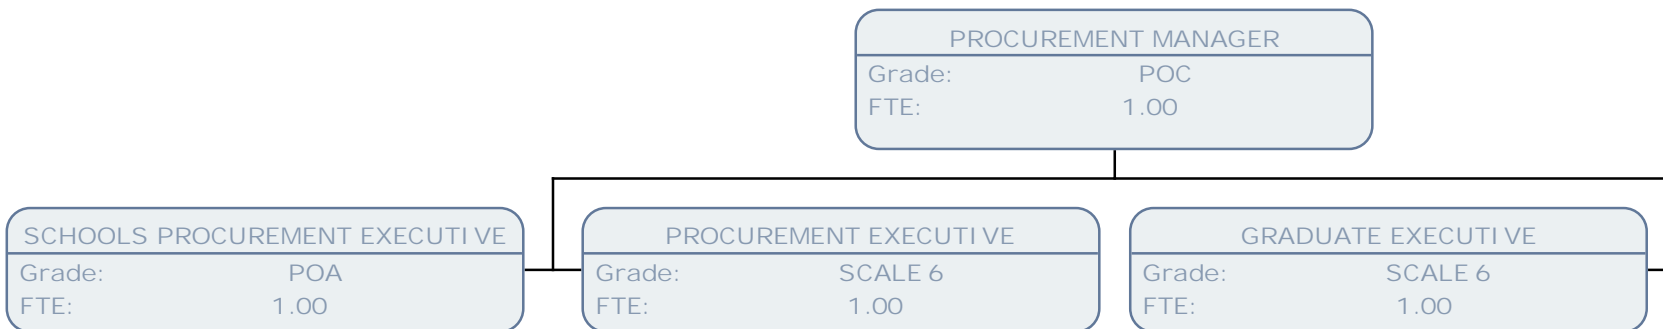 PROCUREMENT MANAGER
Grade: POC
FTE: 1.00
SCHOOLS PROCUREMENT EXECUTIVE
Grade: POA
FTE: 1.00
PROCUREMENT EXECUTIVE
Grade: SCALE 6
FTE: 1.00
GRADUATE EXECUTIVE
Grade: SCALE 6
FTE: 1.00